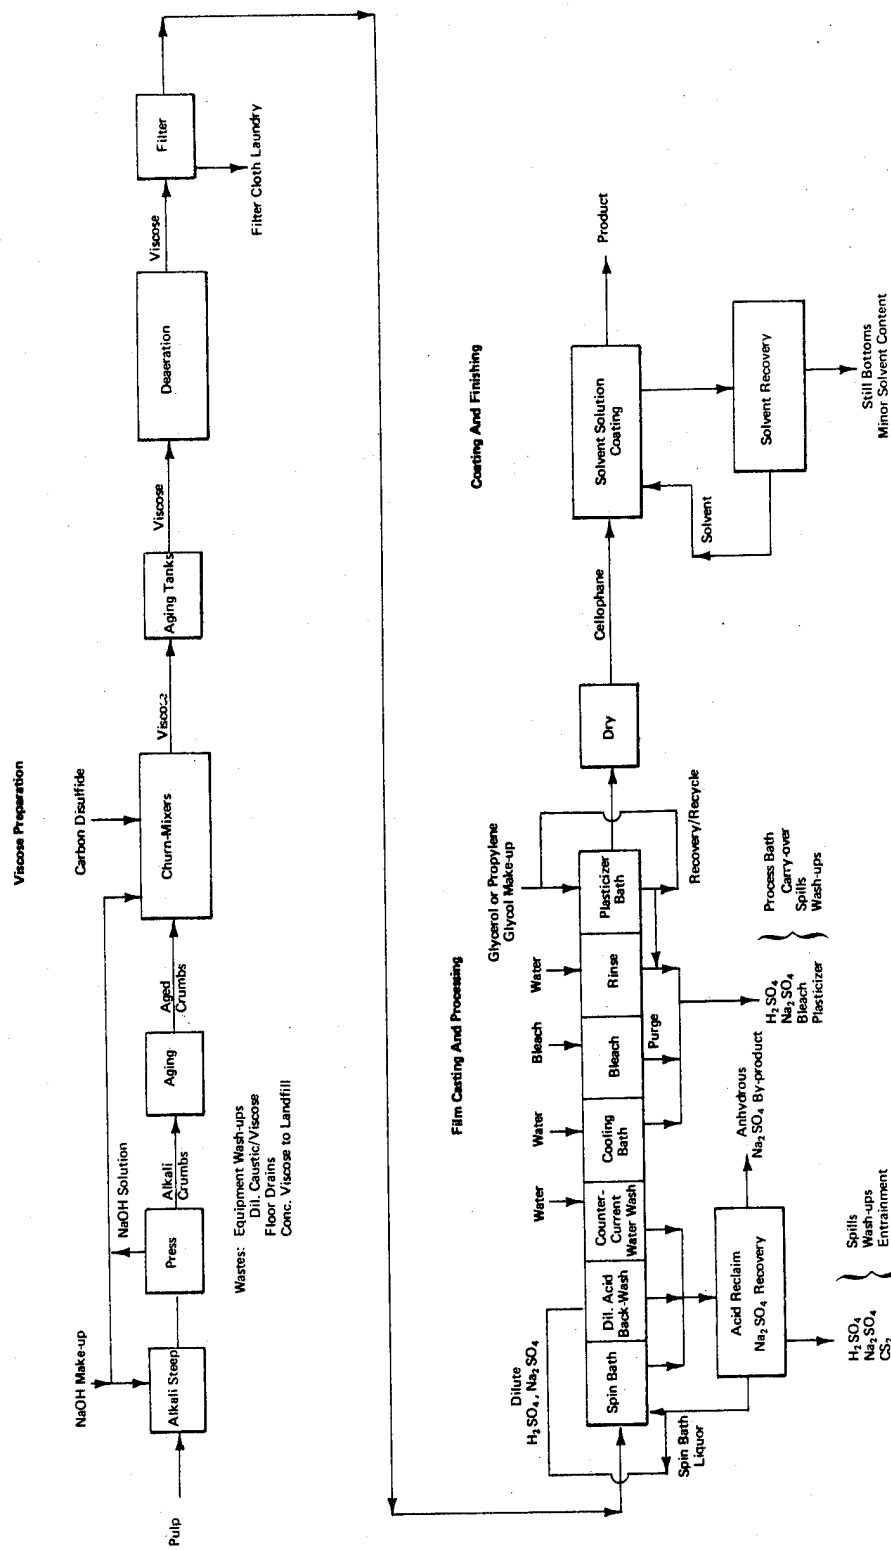 Viscose Preparation
NaOH Make-up
Pulp
Alkali Steep
Press
NaOH Solution
Alkali
Crumbs
Aging
Aged
Crumbs
Carbon Disulfide
Churn-Mixers
Viscose
Aging Tanks
Viscose
Deaeration
Viscose
Filter
Filter Cloth Laundry
Wastes: Equipment Wash-ups
Dil. Caustic/Viscose
Floor Drains
Conc. Viscose to Landfill
Film Casting And Processing
Dilute
H₂SO₄, Na₂SO₄
Spin Bath
Dil. Acid
Back-Wash
Water
Counter-
Current
Water Wash
Water
Cooling
Bath
Bleach
Bleach
Water
Rinse
Glycerol or Propylene
Glycol Make-up
Plasticizer
Bath
Purge
Recovery/Recycle
Spin Bath
Liquor
Acid Reclaim
Na₂SO₄ Recovery
Anhydrous
Na₂SO₄ By-product
H₂SO₄
Na₂SO₄
CS₂
Spills
Wash-ups
Entrainment
H₂SO₄
Na₂SO₄
Bleach
Plasticizer
Process Bath
Carry-over
Spills
Wash-ups
Dry
Cellophane
Coating And Finishing
Solvent Solution
Coating
Product
Solvent
Solvent Recovery
Still Bottoms
Minor Solvent Content